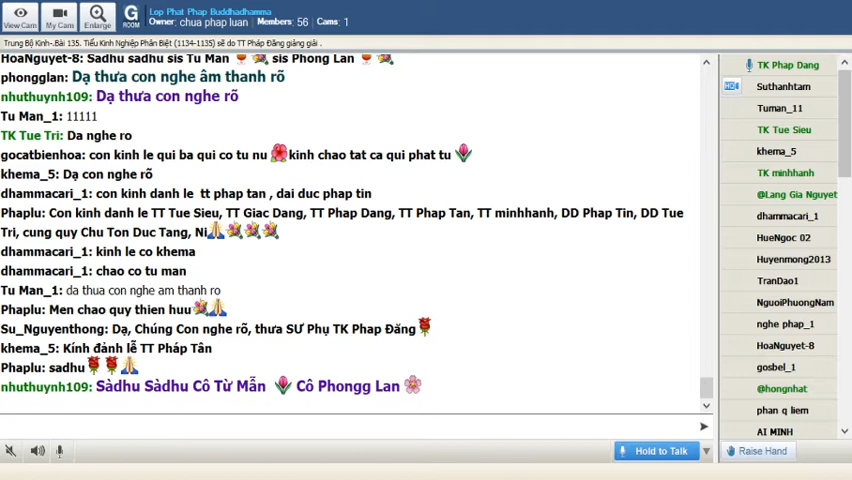 Lop Phat Phap Buddhadhamma
Owner: chua phap luan Members: 56 Cams: 1
View Cam
My Cam
Enlarge
G
ROOM
Trung Bộ Kinh-.Bài 135. Tiểu Kinh Nghiệp Phân Biệt (1134-1135) sẽ do TT Pháp Đăng giảng giải .
HoaNguyet-8: Sadhu sadhu sis Tu Man sis Phong Lan
phongglan: Dạ thưa con nghe âm thanh rõ
nhuthuynh109: Dạ thưa con nghe rõ
Tu Man_1: 11111
TK Tue Tri: Da nghe ro
gocatbienhoa: con kinh le qui ba qui co tu nu kinh chao tat ca qui phat tu
khema_5: Dạ con nghe rõ
dhammacari_1: con kinh danh le tt phap tan , dai duc phap tin
Phaplu: Con kinh danh le TT Tue Sieu, TT Giac Dang, TT Phap Dang, TT Phap Tan, TT minhhanh, DD Phap Tin, DD Tue
Tri, cung quy Chu Ton Duc Tang, Ni
dhammacari_1: kinh le co khema
dhammacari_1: chao co tu man
Tu Man_1: da thua con nghe am thanh ro
Phaplu: Men chao quy thien huu
Su_Nguyenthong: Dạ, Chúng Con nghe rõ, thưa SƯ Phụ TK Pháp Đăng
khema_5: Kính đảnh lễ TT Pháp Tân
Phaplu: sadhu
nhuthuynh109: Sàdhu Sàdhu Cô Từ Mẫn Cô Phongg Lan
TK Phap Dang
Suthanhtam
Tuman_11
TK Tue Sieu
khema_5
TK minhhanh
@Lang Gia Nguyet
dhammacari_1
HueNgoc 02
Huyenmong2013
TranDao1
NguoiPhuongNam
nghe phap_1
HoaNguyet-8
gosbel_1
@hongnhat
phan q liem
AI MINH
Hold to Talk
Raise Hand